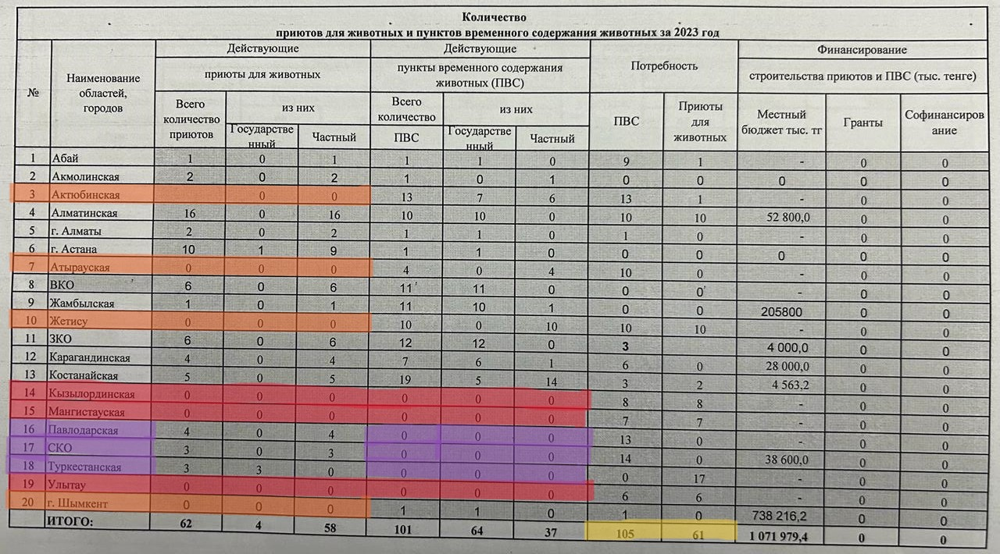 Количество
приютов для животных и пунктов временного содержания животных за 2023 год
№ Наименование областей, городов Действующие Действующие Потребность Финансирование
приюты для животных пункты временного содержания животных (ПВС) строительства приютов и ПВС (тыс. тенге)
Всего количество приютов из них Всего количество ПВС из них ПВС Приюты для животных Местный бюджет тыс. тг Гранты Софинансирование
Государственный Частный Государственный Частный
1 Абай 1 0 1 1 1 0 9 1 - 0 0
2 Акмолинская 2 0 2 1 0 1 0 0 0 0 0
3 Актюбинская 0 0 13 7 6 13 1 - 0 0
4 Алматинская 16 0 16 10 10 0 10 10 52 800,0 0 0
5 г. Алматы 2 0 2 1 1 0 1 0 - 0 0
6 г. Астана 10 1 9 1 1 0 0 0 0 0 0
7 Атырауская 0 0 0 4 0 4 10 0 - 0 0
8 ВКО 6 0 6 11 11 0 0 0 - 0 0
9 Жамбылская 1 0 1 11 10 1 0 0 205800 0 0
10 Жетису 0 0 0 10 0 10 10 10 - 0 0
11 ЗКО 6 0 6 12 12 0 3 4 000,0 0 0
12 Карагандинская 4 0 4 7 6 1 6 0 28 000,0 0 0
13 Костанайская 5 0 5 19 5 14 3 2 4 563,2 0 0
14 Кызылординская 0 0 0 0 0 0 8 8 - 0 0
15 Мангистауская 0 0 0 0 0 0 7 7 - 0 0
16 Павлодарская 4 0 4 0 0 0 13 0 - 0 0
17 СКО 3 0 3 0 0 0 14 0 38 600,0 0 0
18 Туркестанская 3 3 0 0 0 0 0 17 - 0 0
19 Улытау 0 0 0 0 0 0 6 6 - 0 0
20 г. Шымкент 0 0 0 1 1 0 1 0 738 216,2 0 0
ИТОГО: 62 4 58 101 64 37 105 61 1 071 979,4 0 0